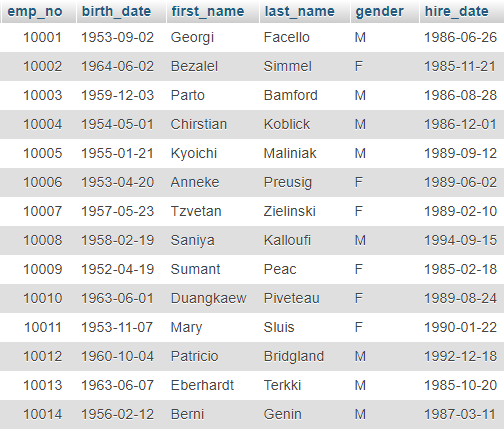 emp_no birth_date first_name last_name gender hire_date
10001 1953-09-02 Georgi Facello M 1986-06-26
10002 1964-06-02 Bezalel Simmel F 1985-11-21
10003 1959-12-03 Parto Bamford M 1986-08-28
10004 1954-05-01 Chirstian Koblick M 1986-12-01
10005 1955-01-21 Kyoichi Maliniak M 1989-09-12
10006 1953-04-20 Anneke Preusig F 1989-06-02
10007 1957-05-23 Tzvetan Zielinski F 1989-02-10
10008 1958-02-19 Saniya Kalloufi M 1994-09-15
10009 1952-04-19 Sumant Peac F 1985-02-18
10010 1963-06-01 Duangkaew Piveteau F 1989-08-24
10011 1953-11-07 Mary Sluis F 1990-01-22
10012 1960-10-04 Patricio Bridgland M 1992-12-18
10013 1963-06-07 Eberhardt Terkki M 1985-10-20
10014 1956-02-12 Berni Genin M 1987-03-11